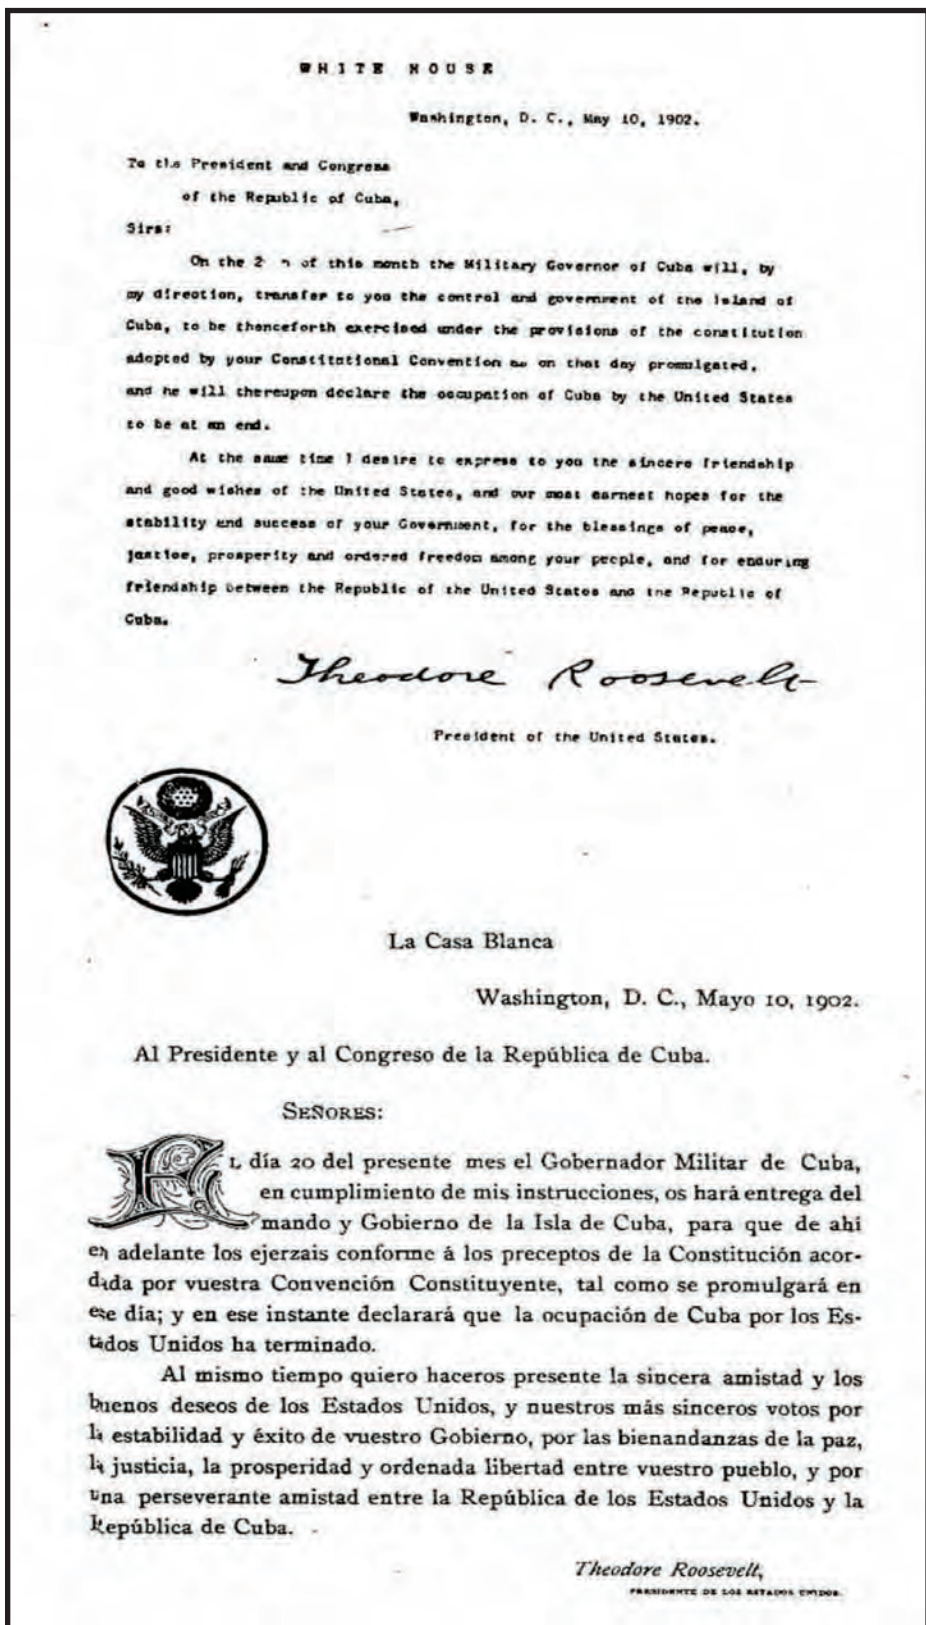 WHITE HOUSE
Washington, D. C., May 10, 1902.
To the President and Congress
of the Republic of Cuba,
Sirs:
On the of this month the Military Governor of Cuba will, by
my direction, transfer to you the control and government of the Island of
Cuba, to be thenceforth exercised under the provisions of the constitution
adopted by your Constitutional Convention as on that day promulgated,
and he will thereupon declare the occupation of Cuba by the United States
to be at an end.
At the same time I desire to express to you the sincere friendship
and good wishes of the United States, and our most earnest hopes for the
stability and success of your Government, for the blessings of peace,
justice, prosperity and ordered freedom among your people, and for enduring
friendship between the Republic of the United States and the Republic of
Cuba.
Theodore Roosevelt
President of the United States.
La Casa Blanca
Washington, D. C., Mayo 10, 1902.
Al Presidente y al Congreso de la República de Cuba.
SEÑORES:
EL día 20 del presente mes el Gobernador Militar de Cuba,
en cumplimiento de mis instrucciones, os hará entrega del
mando y Gobierno de la Isla de Cuba, para que de ahí
en adelante los ejerzais conforme á los preceptos de la Constitución acor-
dada por vuestra Convención Constituyente, tal como se promulgará en
ese día; y en ese instante declarará que la ocupación de Cuba por los Es-
tados Unidos ha terminado.
Al mismo tiempo quiero haceros presente la sincera amistad y los
buenos deseos de los Estados Unidos, y nuestros más sinceros votos por
la estabilidad y éxito de vuestro Gobierno, por las bienandanzas de la paz,
la justicia, la prosperidad y ordenada libertad entre vuestro pueblo, y por
una perseverante amistad entre la República de los Estados Unidos y la
República de Cuba.
Theodore Roosevelt,
PRESIDENTE DE LOS ESTADOS UNIDOS.